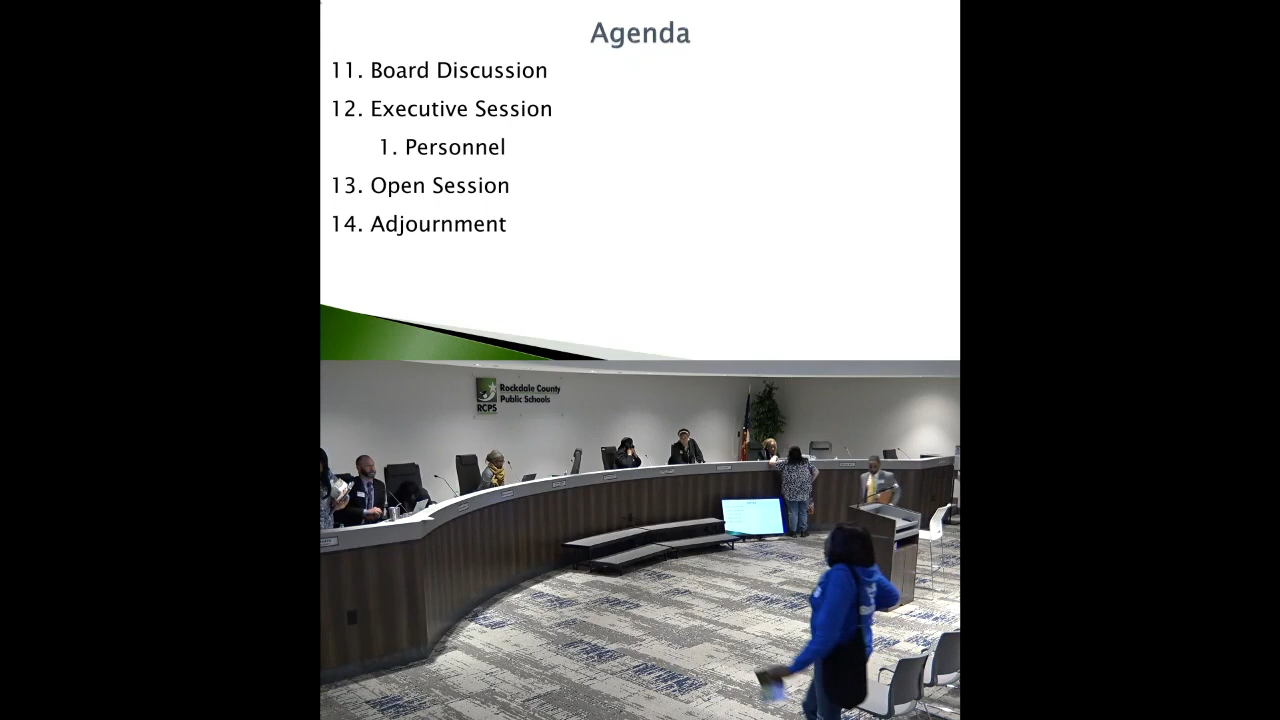 Agenda
11. Board Discussion
12. Executive Session
1. Personnel
13. Open Session
14. Adjournment
Rockdale County
Public Schools
RCPS